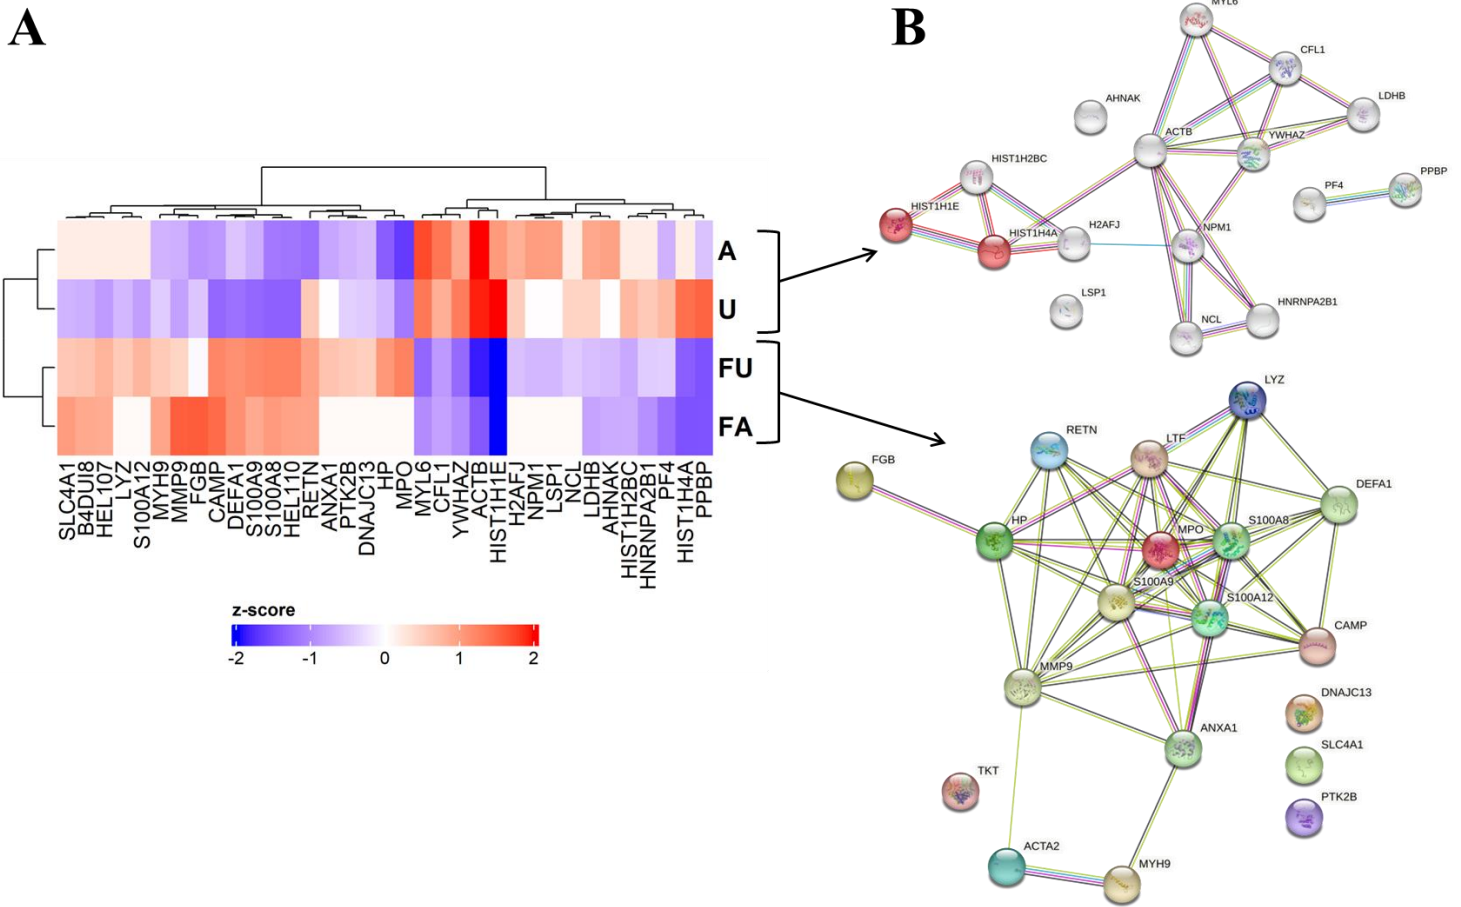 A
B
A
U
FU
FA
SLC4A1
B4DUI8
HEL107
LYZ
S100A12
MYH9
MMP9
FGB
CAMP
DEFA1
S100A9
S100A8
HEL110
RETN
ANXA1
PTK2B
DNAJC13
HP
MPO
MYL6
CFL1
YWHAZ
ACTB
HIST1H1E
H2AFJ
NPM1
LSP1
NCL
LDHB
AHNAK
HIST1H2BC
HNRNPA2B1
PF4
HIST1H4A
PPBP
z-score
-2 -1 0 1 2
MYL6
CFL1
LDHB
AHNAK
ACTB
YWHAZ
HIST1H2BC
PF4
PPBP
HIST1H1E
HIST1H4A
H2AFJ
NPM1
LSP1
NCL
HNRNPA2B1
LYZ
RETN
LTF
FGB
DEFA1
HP
MPO
S100A8
S100A9
S100A12
CAMP
MMP9
DNAJC13
ANXA1
SLC4A1
TKT
PTK2B
ACTA2
MYH9